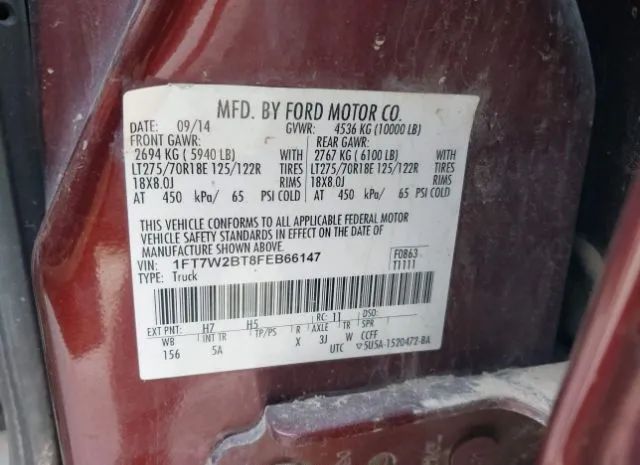 MFD. BY FORD MOTOR CO.
DATE: 09/14 GVWR: 4536 KG (10000 LB)
FRONT GAWR: REAR GAWR:
2694 KG ( 5940 LB) WITH 2767 KG ( 6100 LB) WITH
LT275/70R18E 125/122R TIRES LT275/70R18E 125/122R TIRES
18X8.0J RIMS 18X8.0J RIMS
AT 450 kPa/ 65 PSI COLD AT 450 kPa/ 65 PSI COLD
THIS VEHICLE CONFORMS TO ALL APPLICABLE FEDERAL MOTOR
VEHICLE SAFETY STANDARDS IN EFFECT ON THE DATE OF
MANUFACTURE SHOWN ABOVE.
VIN: 1FT7W2BT8FEB66147 F0863
TYPE: Truck T1111
EXT PNT: H7 H5 RC: 11 DSO:
WB INT TR TP/PS R AXLE TR SPR
156 5A X 3J W CCFF
UTC ▽5U5A-1520472-BA